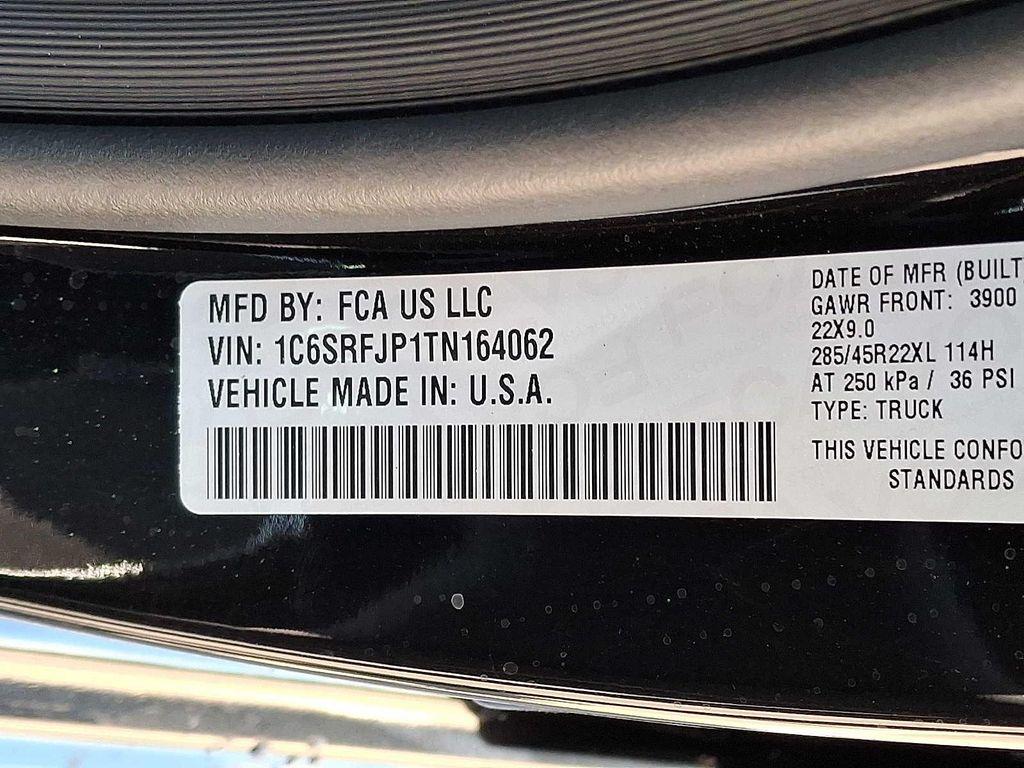 MFD BY: FCA US LLC
VIN: 1C6SRFJP1TN164062
VEHICLE MADE IN: U.S.A.
DATE OF MFR (BUILT
GAWR FRONT: 3900
22X9.0
285/45R22XL 114H
AT 250 kPa / 36 PSI
TYPE: TRUCK
THIS VEHICLE CONFO
STANDARDS